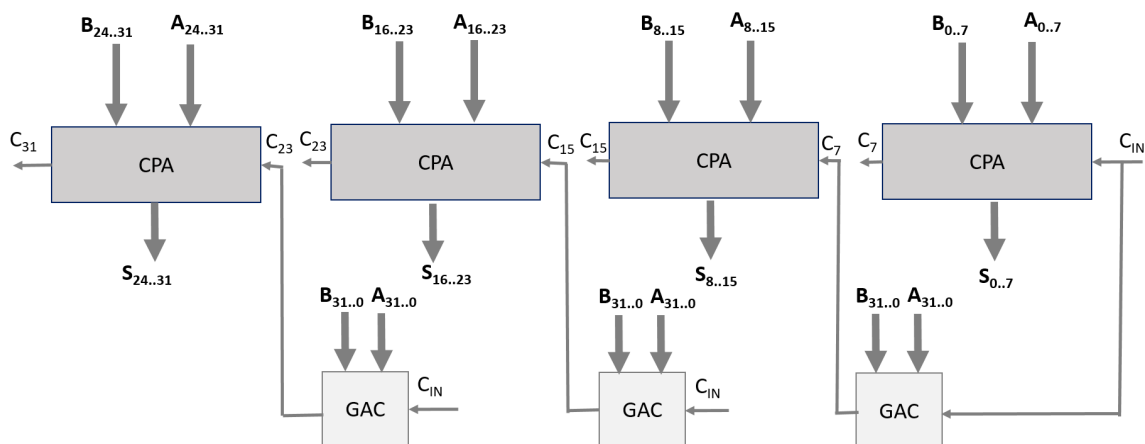 B24..31 A24..31 B16..23 A16..23 B8..15 A8..15 B0..7 A0..7
C31 CPA C23 C23 CPA C15 C15 CPA C7 C7 CPA CIN
S24..31 S16..23 S8..15 S0..7
B31..0 A31..0 B31..0 A31..0 B31..0 A31..0
GAC CIN GAC CIN GAC